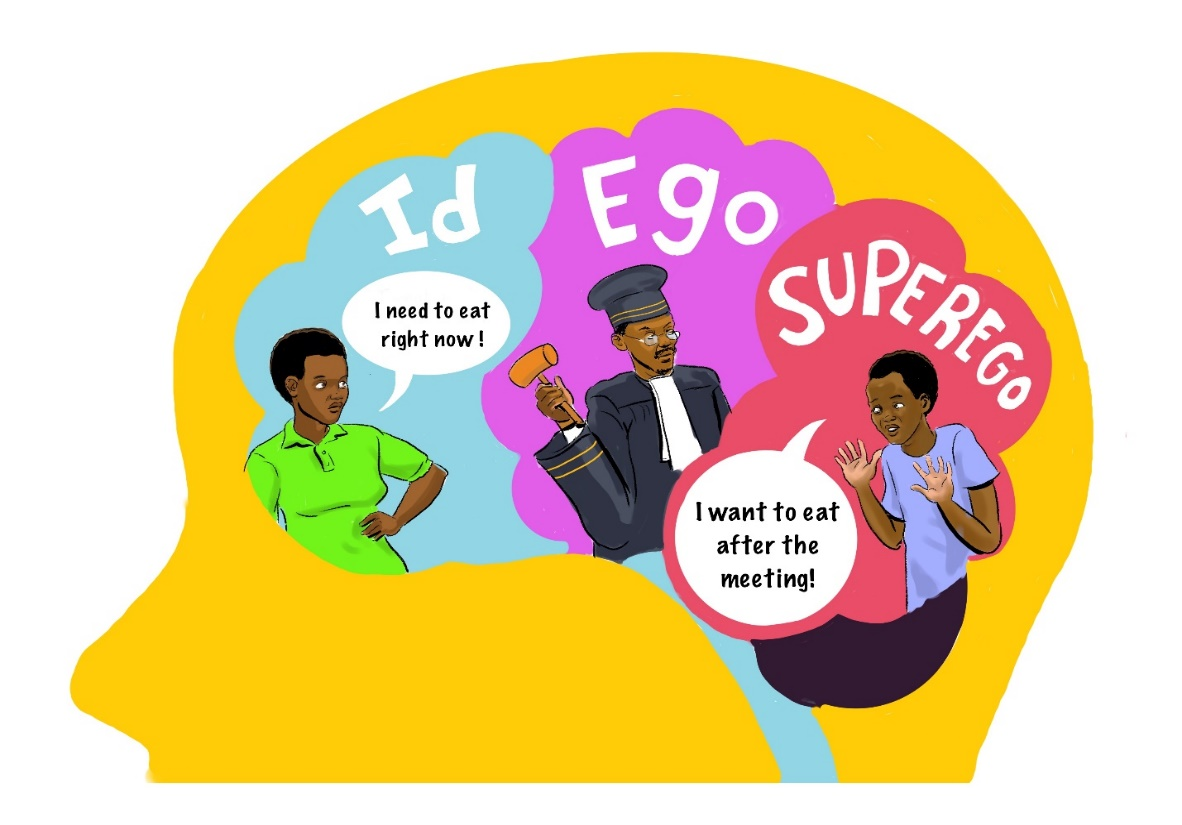 Id
Ego
SUPEREGO
I need to eat
right now !
I want to eat
after the
meeting!